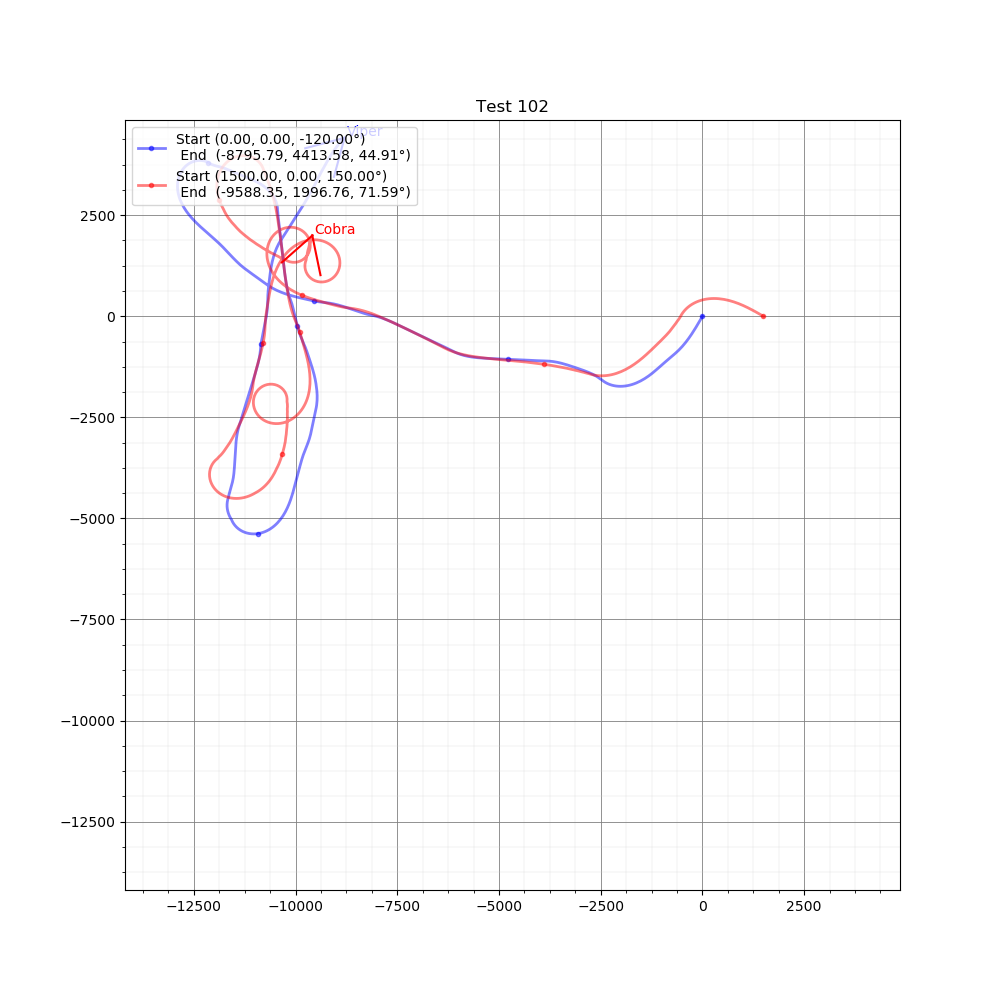 Test 102
Viper
Start (0.00, 0.00, -120.00°)
End (-8795.79, 4413.58, 44.91°)
Start (1500.00, 0.00, 150.00°)
End (-9588.35, 1996.76, 71.59°)
Cobra
2500
0
−2500
−5000
−7500
−10000
−12500
−12500 −10000 −7500 −5000 −2500 0 2500